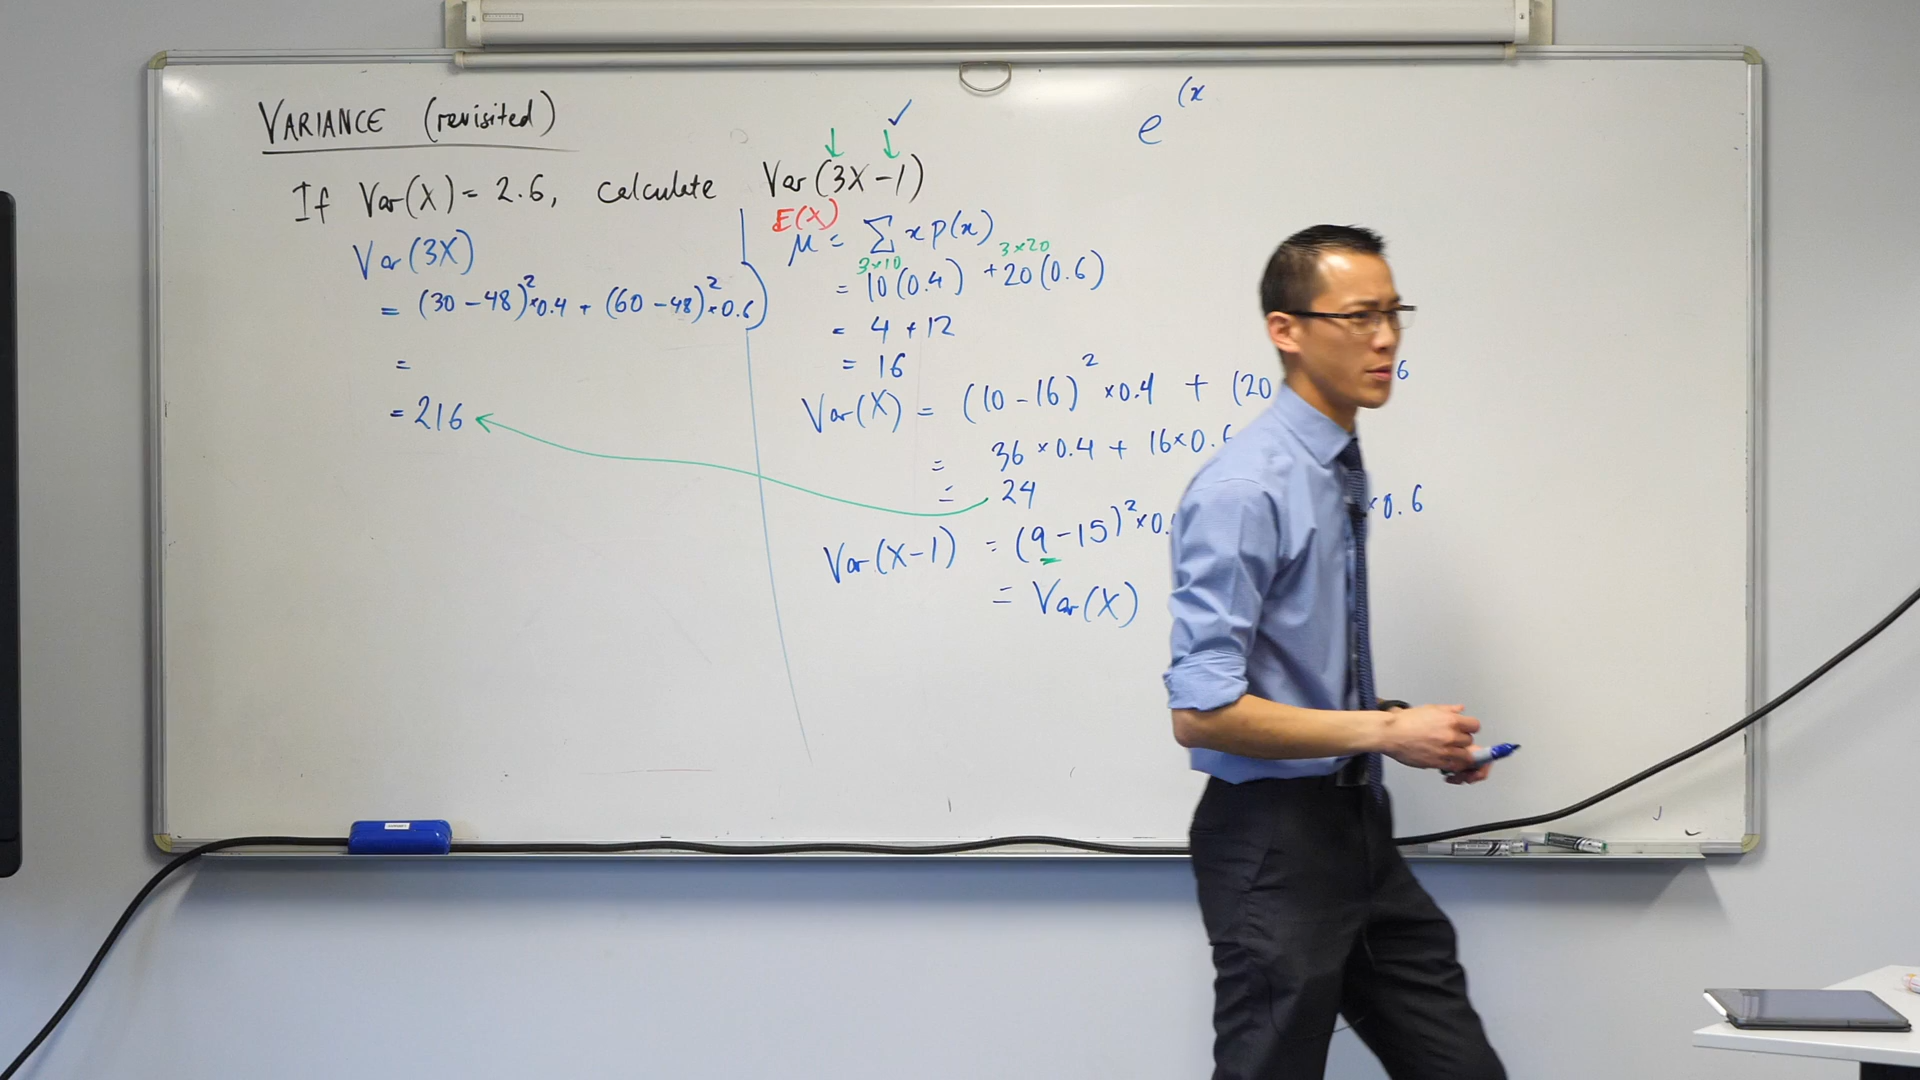 VARIANCE (revisited)
If Var(X) = 2.6, calculate Var(3X-1)
Var(3X)
= (30-48)²×0.4 + (60-48)²×0.6
=
= 216
E(X)
μ = Σ x p(x)
3×10 3×20
= 10(0.4) + 20(0.6)
= 4 + 12
= 16
Var(X) = (10-16)² ×0.4 + (20 6
= 36 ×0.4 + 16×0.6
= 24
Var(X-1) = (9-15)²×0. ×0.6
= Var(X)
e^(x